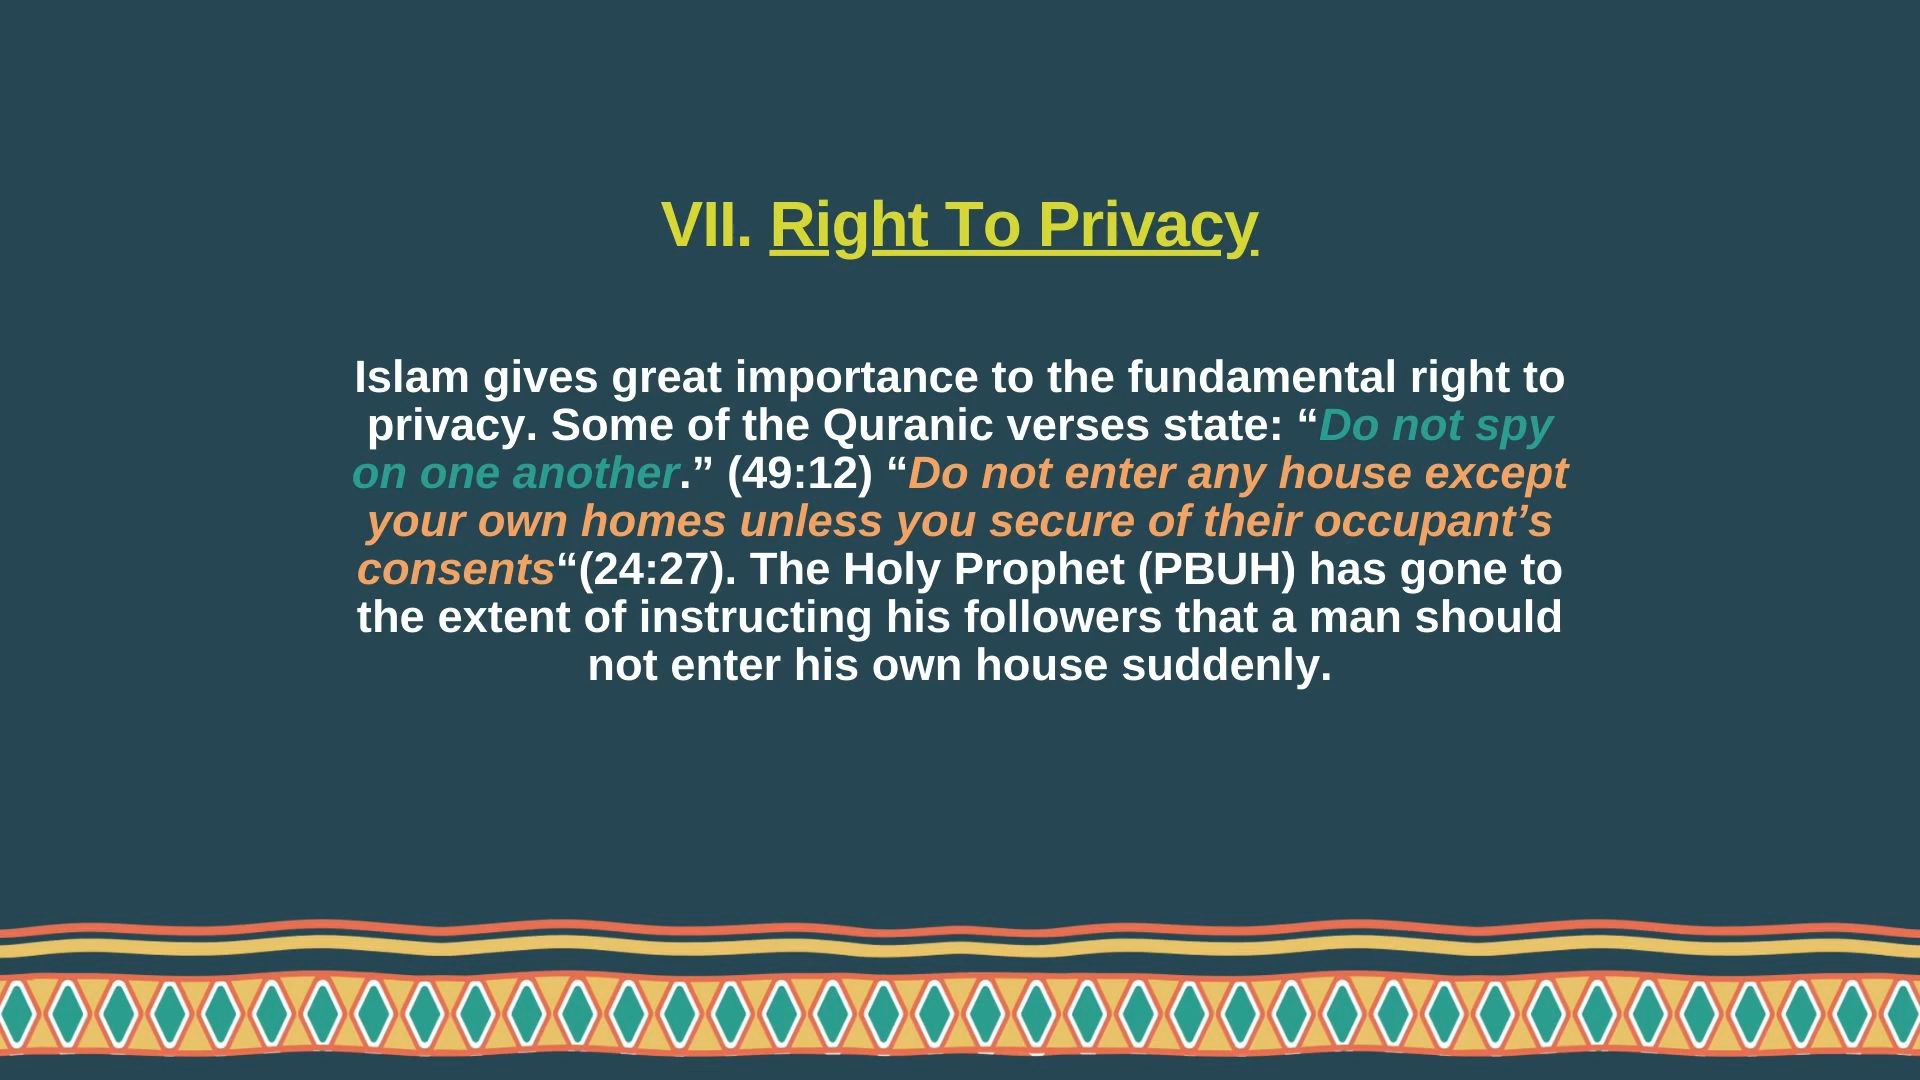 VII. Right To Privacy
Islam gives great importance to the fundamental right to
privacy. Some of the Quranic verses state: “Do not spy
on one another.” (49:12) “Do not enter any house except
your own homes unless you secure of their occupant’s
consents“(24:27). The Holy Prophet (PBUH) has gone to
the extent of instructing his followers that a man should
not enter his own house suddenly.